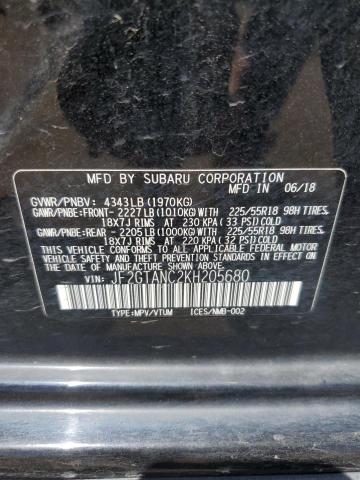 MFD. BY SUBARU CORPORATION
MFD. IN 06/18
GVWR/PNBV: 4343LB (1970KG)
GAWR/PNBE:FRONT- 2227LB (1010KG) WITH 225/55R18 98H TIRES,
18X7J RIMS, AT 230 KPA (33 PSI) COLD
GAWR/PNBE:REAR - 2205LB (1000KG) WITH 225/55R18 98H TIRES,
18X7J RIMS, AT 220 KPA (32 PSI) COLD
THIS VEHICLE CONFORMS TO ALL APPLICABLE FEDERAL MOTOR
VEHICLE SAFETY AND THEFT PREVENTION STANDARDS IN
EFFECT ON THE DATE OF MANUFACTURE SHOWN ABOVE.
VIN: JF2GTANC2KH205680
TYPE:MPV/VTUM ICES/NMB-002